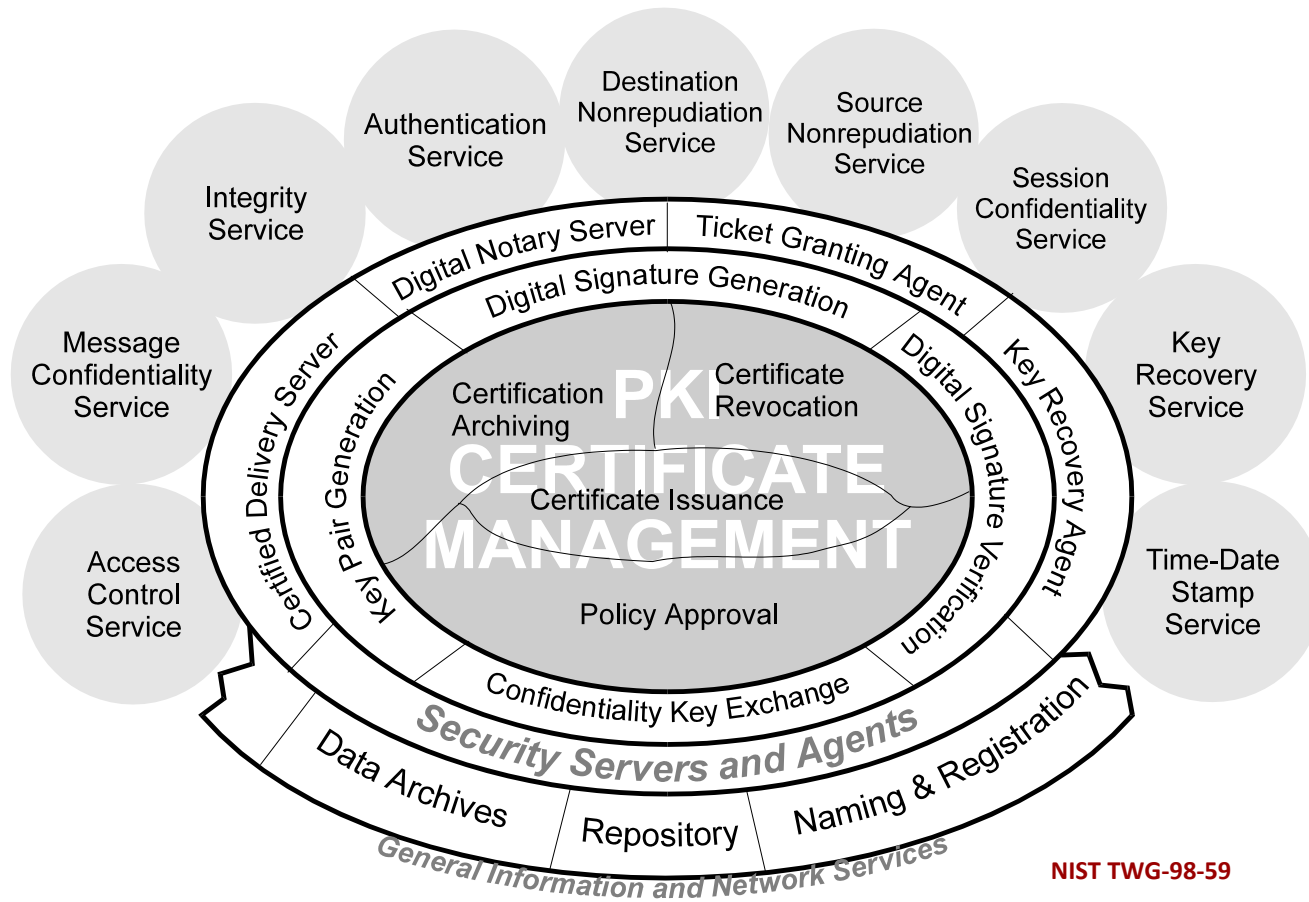 Destination
Nonrepudiation
Service
Source
Nonrepudiation
Service
Authentication
Service
Session
Confidentiality
Service
Integrity
Service
Digital Notary Server
Ticket Granting Agent
Digital Signature Generation
Message
Confidentiality
Service
Key
Recovery
Service
Certified Delivery Server
Key Pair Generation
Digital Signature Verification
Key Recovery Agent
Certification
Archiving
Certificate
Revocation
PKI
CERTIFICATE
MANAGEMENT
Certificate Issuance
Policy Approval
Access
Control
Service
Time-Date
Stamp
Service
Confidentiality Key Exchange
Security Servers and Agents
Data Archives
Repository
Naming & Registration
General Information and Network Services
NIST TWG-98-59